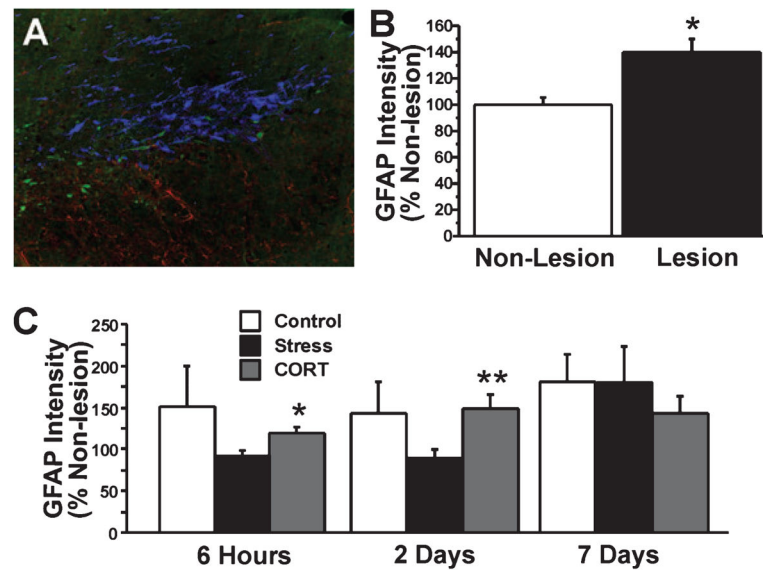 A
B
GFAP Intensity
(% Non-lesion)
160
140
120
100
80
60
40
20
0
*
Non-Lesion
Lesion
C
GFAP Intensity
(% Non-lesion)
250
200
150
100
50
0
Control
Stress
CORT
*
**
6 Hours
2 Days
7 Days